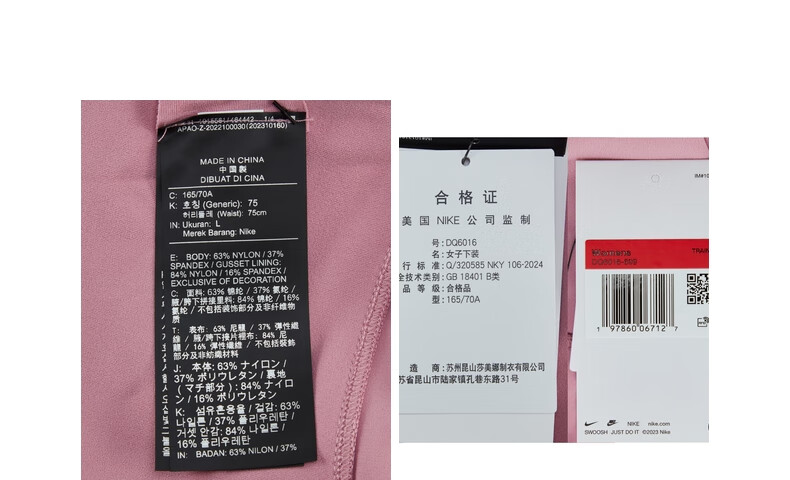 APAO-Z-2022100030(202310160)
MADE IN CHINA
中國製
DIBUAT DI CINA
C: 165/70A
K: 호칭 (Generic): 75
허리둘레 (Waist): 75cm
IN: Ukuran: L
Merek Barang: Nike
E: BODY: 63% NYLON / 37%
SPANDEX / GUSSET LINING:
84% NYLON / 16% SPANDEX /
EXCLUSIVE OF DECORATION
C: 面料: 63% 锦纶 / 37% 氨纶 /
腋/胯下拼接里料: 84% 锦纶 / 16%
氨纶 / 不包括装饰部分及非纤维物
质
T: 表布: 63% 尼龍 / 37% 彈性纖
維 / 腋/胯下接片裡布: 84% 尼
龍 / 16% 彈性纖維 / 不包括裝飾
部分及非紡織材料
J: 本体: 63% ナイロン /
37% ポリウレタン / 裏地
(マチ部分): 84% ナイロ
ン / 16% ポリウレタン
K: 섬유혼용율 / 겉감: 63%
나일론 / 37% 폴리우레탄 /
거셋 안감: 84% 나일론 /
16% 폴리우레탄
IN: BADAN: 63% NILON / 37%
合格证
美国 NIKE 公司监制
号: DQ6016
名: 女子下装
行标准: Q/320585 NKY 106-2024
全技术类别: GB 18401 B类
品等级: 合格品
型: 165/70A
造商: 苏州昆山莎美娜制衣有限公司
苏省昆山市陆家镇孔巷东路31号
Womens
TRAIN
1 97860 06712 7
NIKE nike.com
SWOOSH JUST DO IT ©2023 Nike